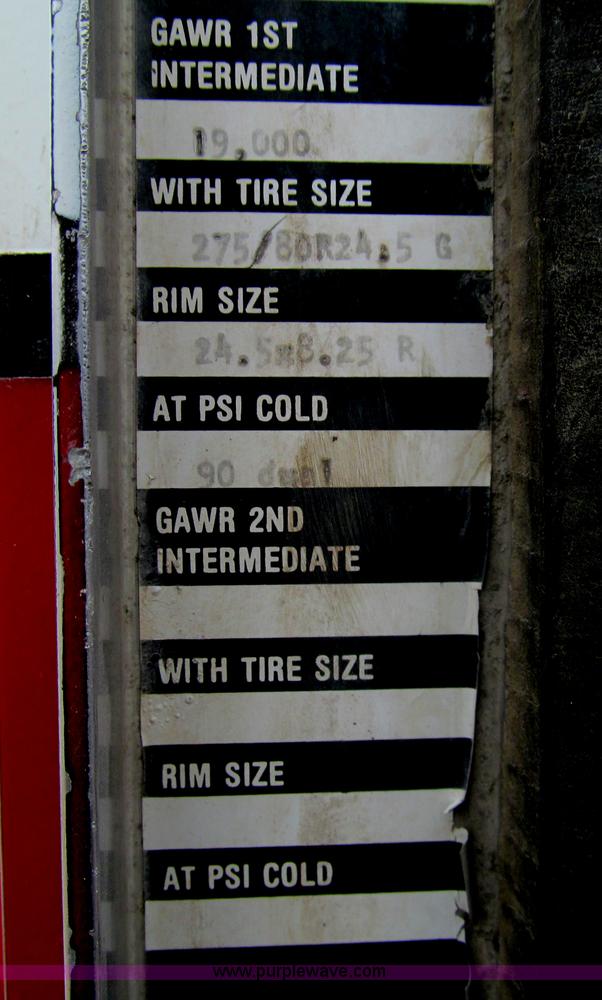 GAWR 1ST
INTERMEDIATE
19,000
WITH TIRE SIZE
275/80R24.5 G
RIM SIZE
24.5x8.25 R
AT PSI COLD
90 dual
GAWR 2ND
INTERMEDIATE
WITH TIRE SIZE
RIM SIZE
AT PSI COLD
www.purplewave.com